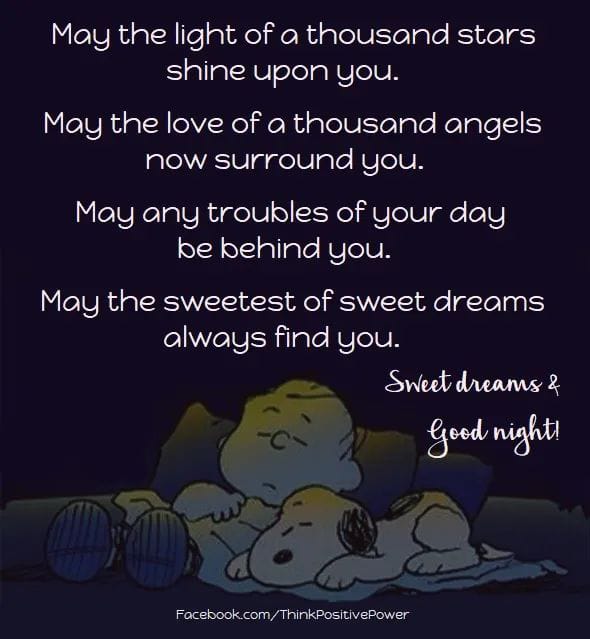 May the light of a thousand stars
shine upon you.
May the love of a thousand angels
now surround you.
May any troubles of your day
be behind you.
May the sweetest of sweet dreams
always find you.
Sweet dreams &
Good night!
Facebook.com/ThinkPositivePower